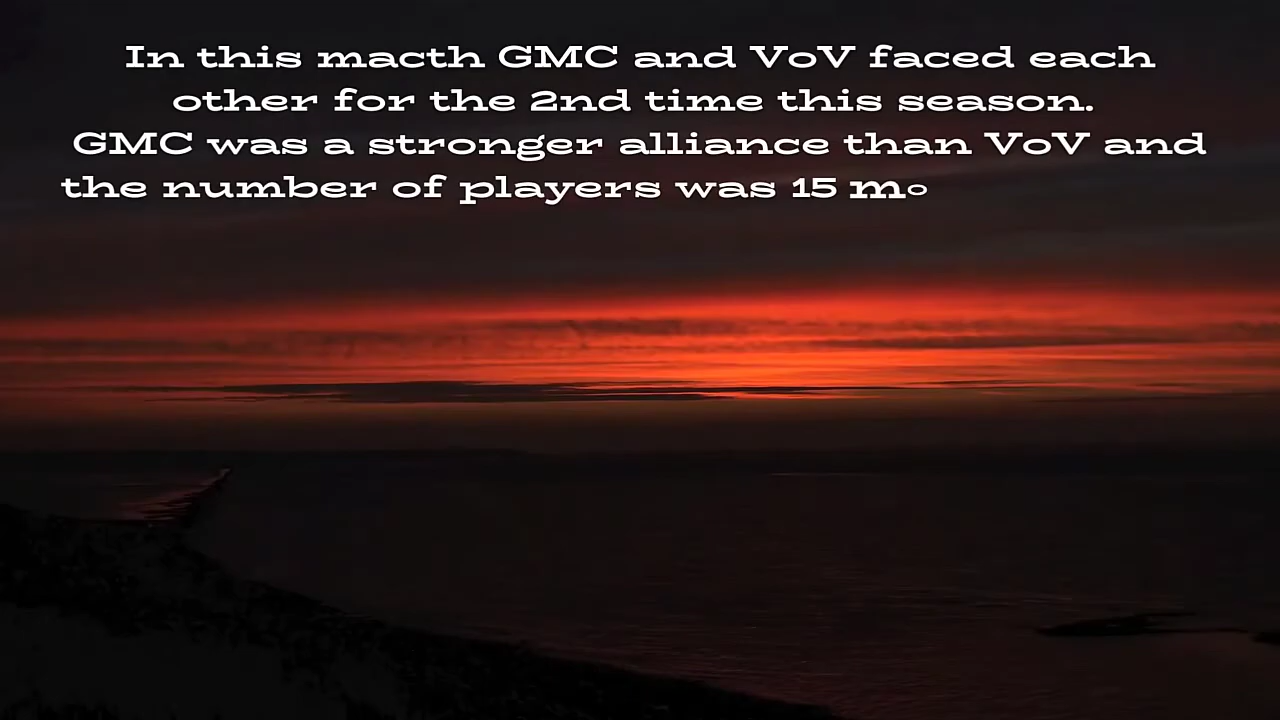 In this macth GMC and VoV faced each
other for the 2nd time this season.
GMC was a stronger alliance than VoV and
the number of players was 15 mo